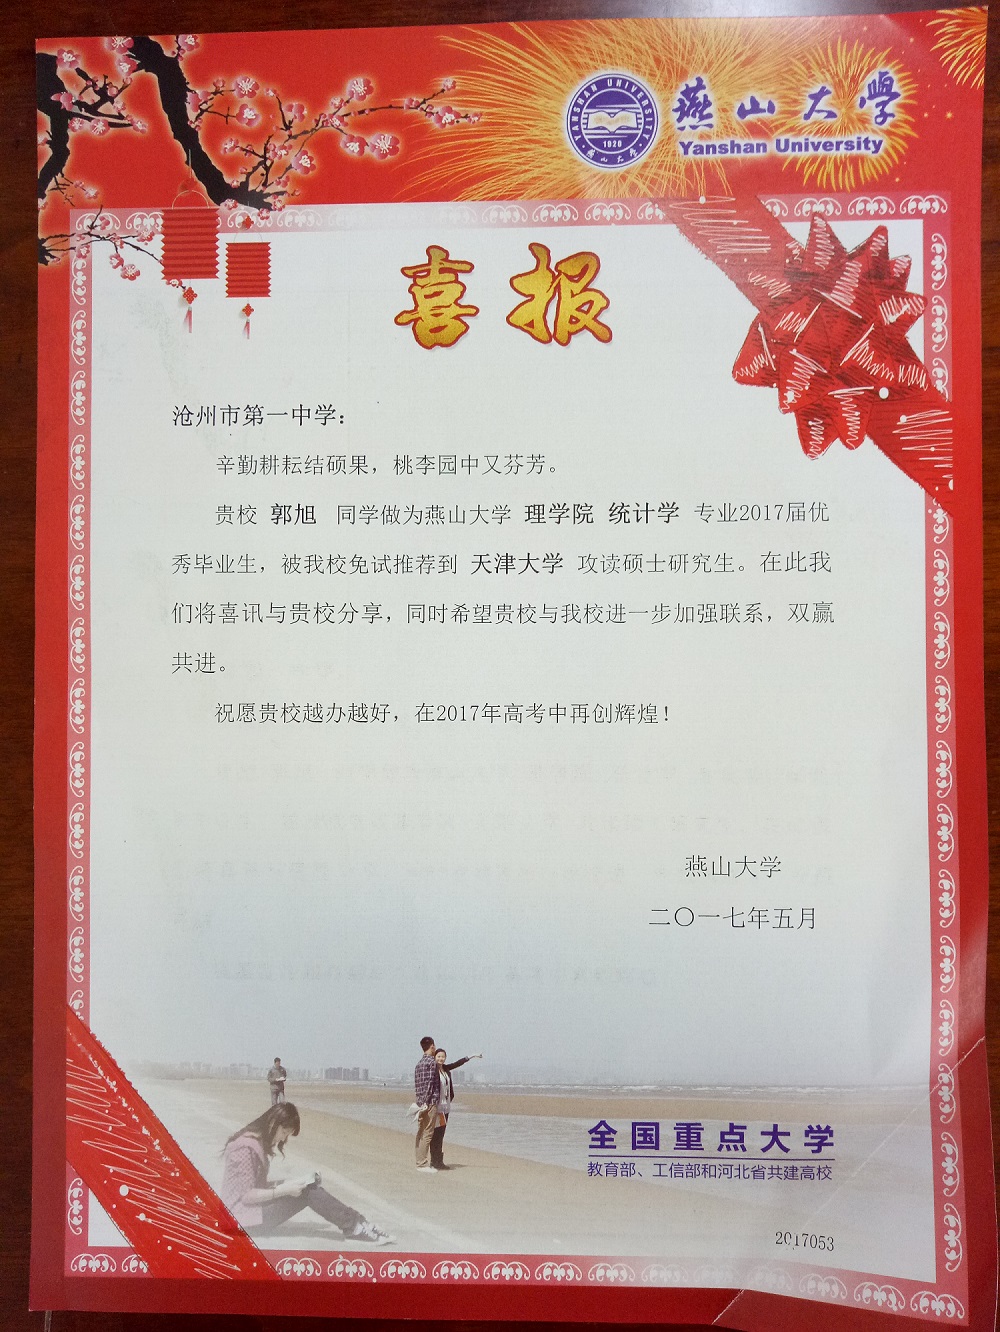 YANSHAN UNIVERSITY
1920
燕山大学
燕山大學
Yanshan University
喜报
沧州市第一中学：
辛勤耕耘结硕果，桃李园中又芬芳。
贵校 郭旭 同学做为燕山大学 理学院 统计学 专业2017届优
秀毕业生，被我校免试推荐到 天津大学 攻读硕士研究生。在此我
们将喜讯与贵校分享，同时希望贵校与我校进一步加强联系，双赢
共进。
祝愿贵校越办越好，在2017年高考中再创辉煌！
燕山大学
二〇一七年五月
全国重点大学
教育部、工信部和河北省共建高校
2017053